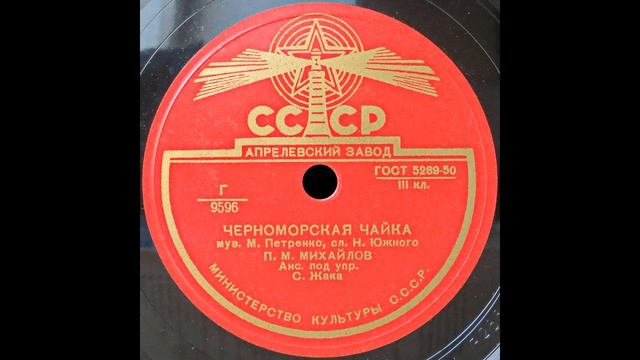 СССР
АПРЕЛЕВСКИЙ ЗАВОД
ГОСТ 5289-50
III кл.
Г
9596
ЧЕРНОМОРСКАЯ ЧАЙКА
муз. М. Петренко, сл. Н. Южного
П. М. МИХАЙЛОВ
Анс. под упр.
С. Жака
МИНИСТЕРСТВО КУЛЬТУРЫ С.С.С.Р.